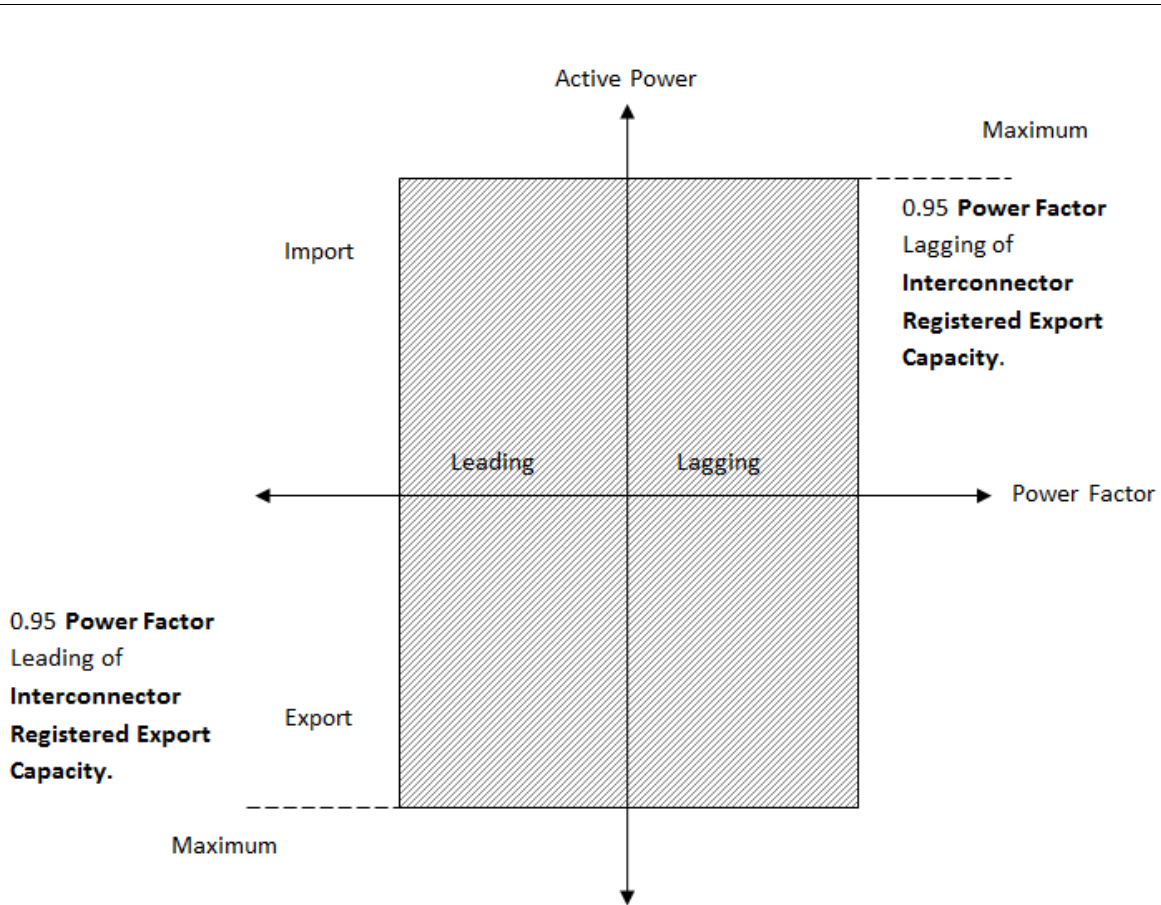 Active Power
Maximum
0.95 Power Factor
Lagging of
Interconnector
Registered Export
Capacity.
Import
Leading
Lagging
Power Factor
0.95 Power Factor
Leading of
Interconnector
Registered Export
Capacity.
Export
Maximum